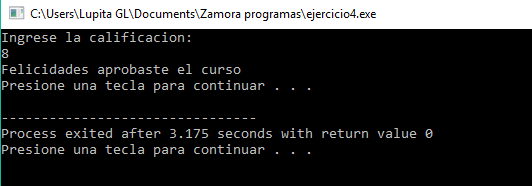 C:\Users\Lupita GL\Documents\Zamora programas\ejercicio4.exe
Ingrese la calificacion:
8
Felicidades aprobaste el curso
Presione una tecla para continuar . . .
--------------------------------
Process exited after 3.175 seconds with return value 0
Presione una tecla para continuar . . .